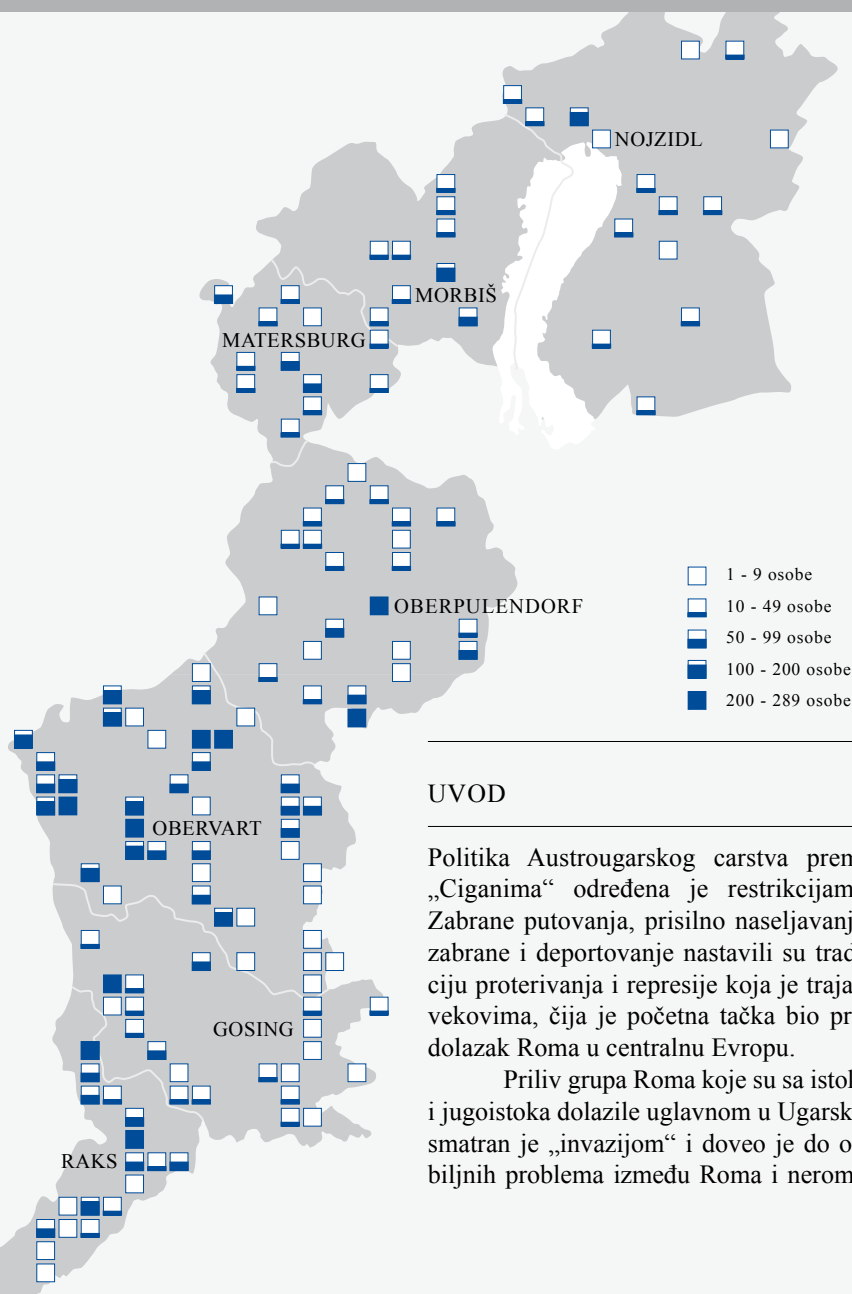 NOJZIDL
MORBIŠ
MATERSBURG
1 - 9 osobe
10 - 49 osobe
OBERPULENDORF
50 - 99 osobe
100 - 200 osobe
200 - 289 osobe
UVOD
OBERVART
Politika Austrougarskog carstva prem
„Ciganima“ određena je restrikcijam
Zabrane putovanja, prisilno naseljavanj
zabrane i deportovanje nastavili su trad
ciju proterivanja i represije koja je traja
vekovima, čija je početna tačka bio pr
dolazak Roma u centralnu Evropu.
GOSING
Priliv grupa Roma koje su sa istok
i jugoistoka dolazile uglavnom u Ugarsk
smatran je „invazijom“ i doveo je do o
biljnih problema između Roma i nerom
RAKS